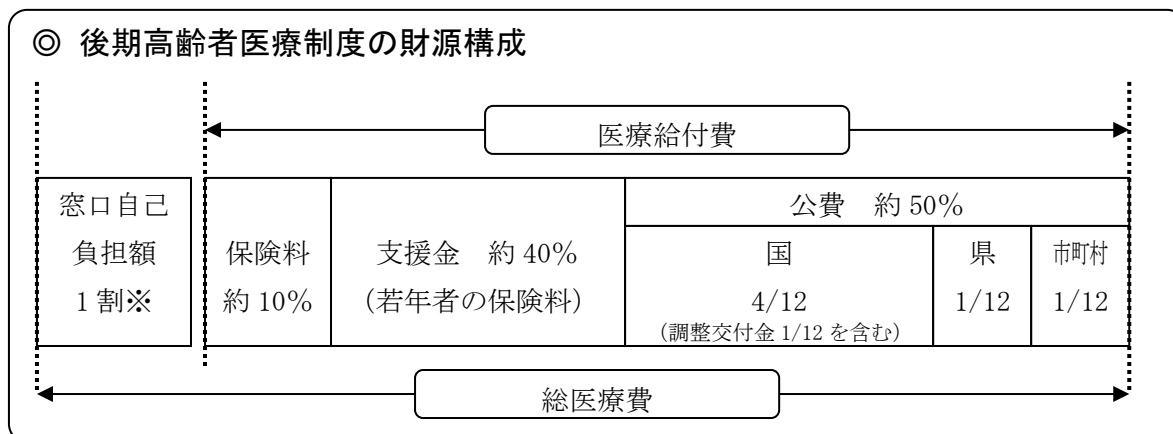 ◎ 後期高齢者医療制度の財源構成
医療給付費
窓口自己
負担額
1割※
保険料
約10%
支援金 約40%
(若年者の保険料)
公費 約50%
国
4/12
(調整交付金1/12を含む)
県
1/12
市町村
1/12
総医療費